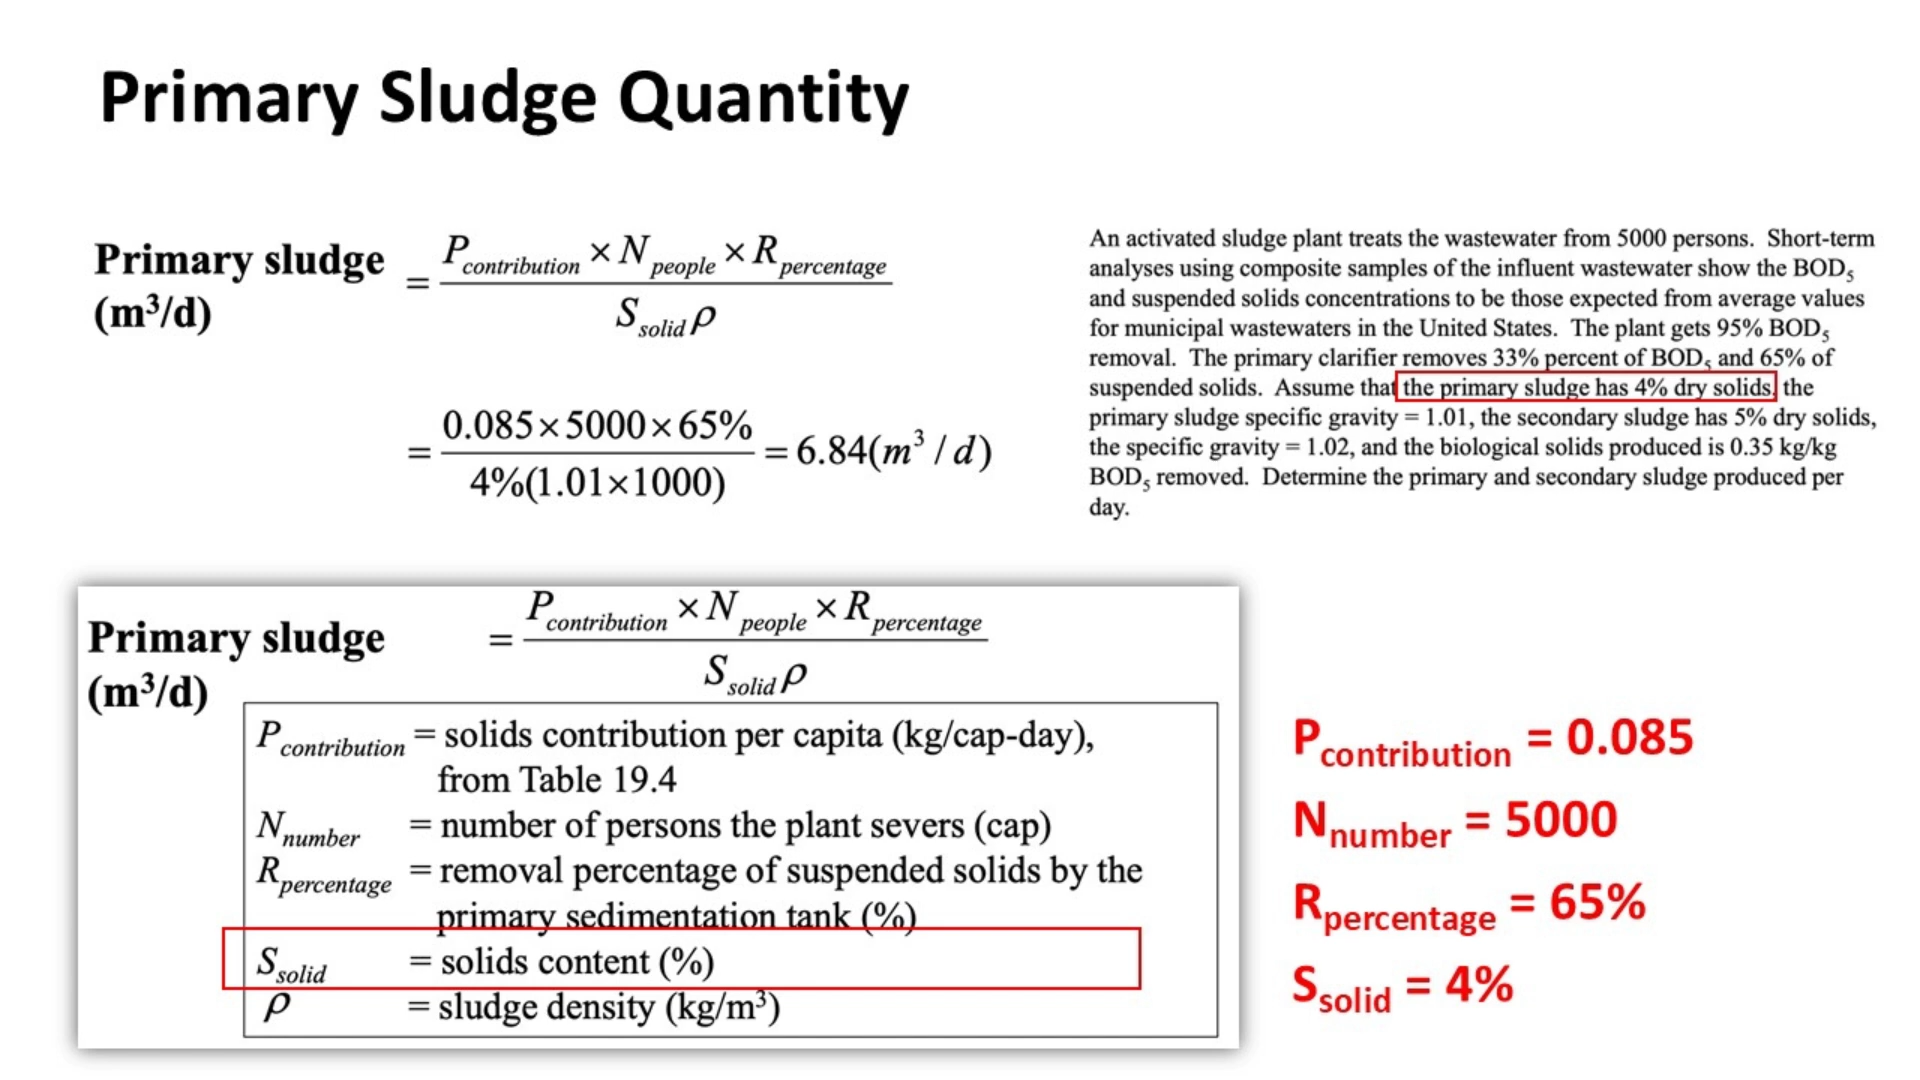 Primary Sludge Quantity
Primary sludge (m³/d) = P_contribution × N_people × R_percentage / S_solid ρ
= 0.085×5000×65% / 4%(1.01×1000) = 6.84(m³ / d)
An activated sludge plant treats the wastewater from 5000 persons. Short-term
analyses using composite samples of the influent wastewater show the BOD₅
and suspended solids concentrations to be those expected from average values
for municipal wastewaters in the United States. The plant gets 95% BOD₅
removal. The primary clarifier removes 33% percent of BOD₅ and 65% of
suspended solids. Assume that the primary sludge has 4% dry solids, the
primary sludge specific gravity = 1.01, the secondary sludge has 5% dry solids,
the specific gravity = 1.02, and the biological solids produced is 0.35 kg/kg
BOD₅ removed. Determine the primary and secondary sludge produced per
day.
Primary sludge (m³/d) = P_contribution × N_people × R_percentage / S_solid ρ
P_contribution = solids contribution per capita (kg/cap-day),
from Table 19.4
N_number = number of persons the plant severs (cap)
R_percentage = removal percentage of suspended solids by the
primary sedimentation tank (%)
S_solid = solids content (%)
ρ = sludge density (kg/m³)
P_contribution = 0.085
N_number = 5000
R_percentage = 65%
S_solid = 4%